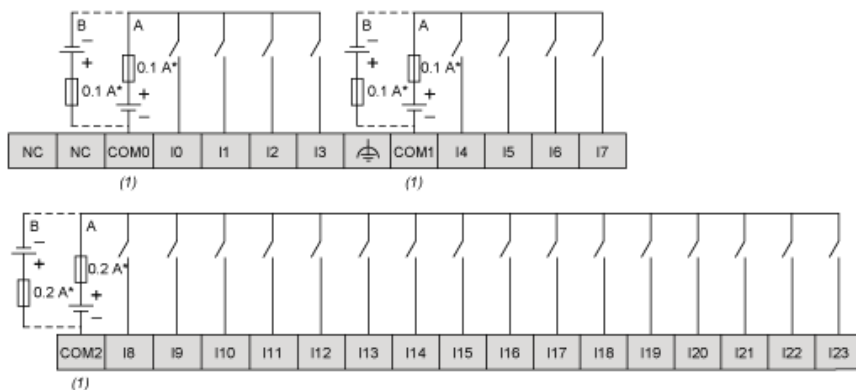 B A B A
− −
+ 0.1 A* + 0.1 A*
0.1 A* + 0.1 A* +
− −
NC NC COM0 I0 I1 I2 I3 COM1 I4 I5 I6 I7
(1) (1)
B A
−
+ 0.2 A*
0.2 A* +
−
COM2 I8 I9 I10 I11 I12 I13 I14 I15 I16 I17 I18 I19 I20 I21 I22 I23
(1)